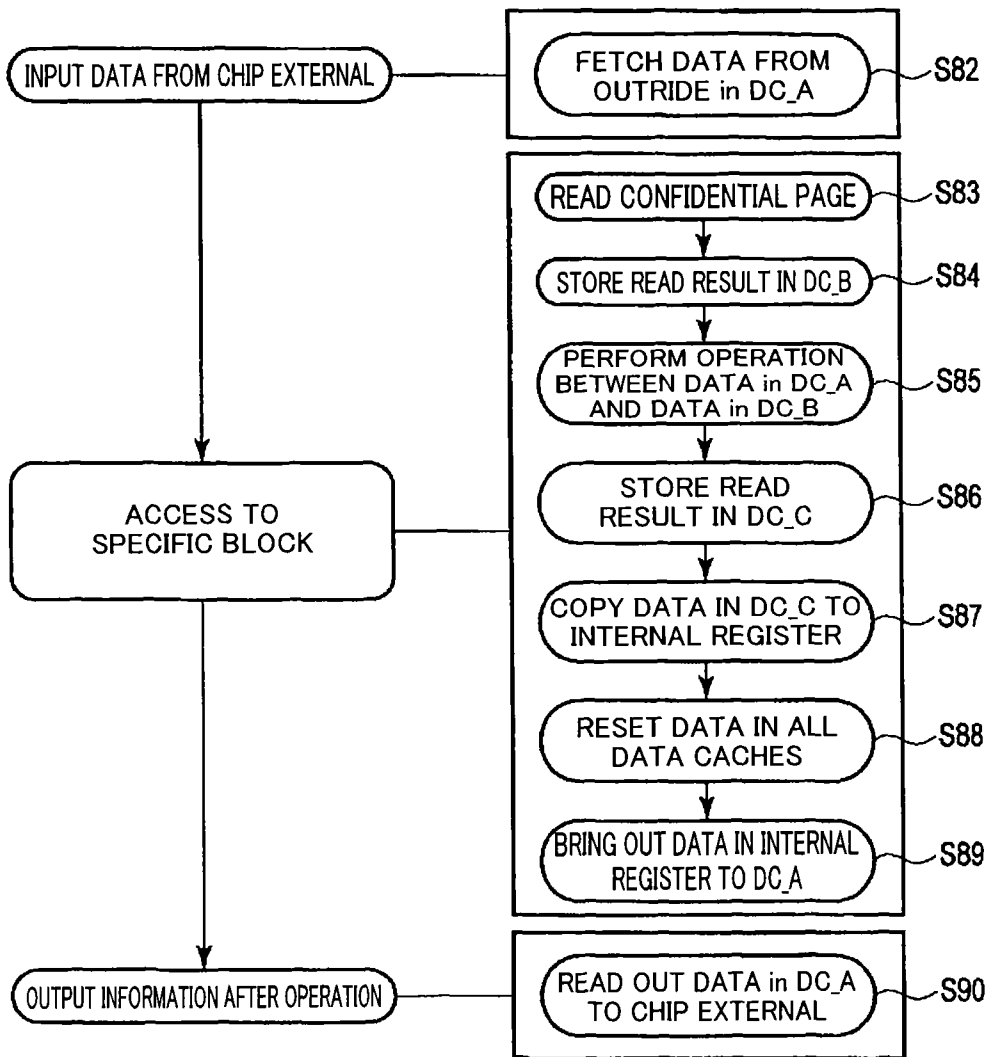 INPUT DATA FROM CHIP EXTERNAL
FETCH DATA FROM
OUTRIDE in DC_A
S82
READ CONFIDENTIAL PAGE
S83
STORE READ RESULT IN DC_B
S84
PERFORM OPERATION
BETWEEN DATA in DC_A
AND DATA in DC_B
S85
ACCESS TO
SPECIFIC BLOCK
STORE READ
RESULT IN DC_C
S86
COPY DATA IN DC_C TO
INTERNAL REGISTER
S87
RESET DATA IN ALL
DATA CACHES
S88
BRING OUT DATA IN INTERNAL
REGISTER TO DC_A
S89
OUTPUT INFORMATION AFTER OPERATION
READ OUT DATA in DC_A
TO CHIP EXTERNAL
S90